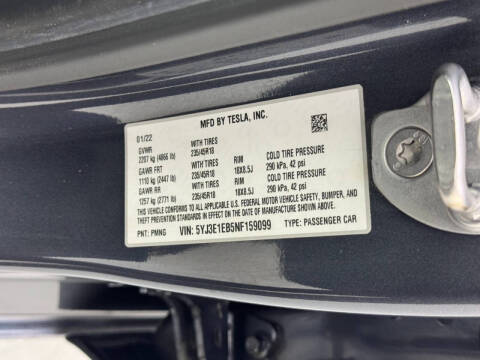 MFD BY TESLA, INC.
01/22
GVWR WITH TIRES
2207 kg (4866 lb) 235/45R18
GAWR FRT WITH TIRES RIM COLD TIRE PRESSURE
1110 kg (2447 lb) 235/45R18 18X8.5J 290 kPa, 42 psi
GAWR RR WITH TIRES RIM COLD TIRE PRESSURE
1257 kg (2771 lb) 235/45R18 18X8.5J 290 kPa, 42 psi
THIS VEHICLE CONFORMS TO ALL APPLICABLE U.S. FEDERAL MOTOR VEHICLE SAFETY, BUMPER, AND
THEFT PREVENTION STANDARDS IN EFFECT ON THE DATE OF MANUFACTURE SHOWN ABOVE.
PNT: PMNG VIN: 5YJ3E1EB5NF159099 TYPE: PASSENGER CAR